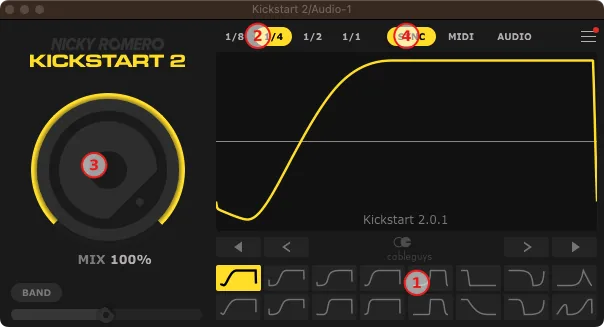 Kickstart 2/Audio-1
1/8 2 1/4 1/2 1/1 4 SYNC MIDI AUDIO
NICKY ROMERO
KICKSTART 2
3
Kickstart 2.0.1
cableguys
MIX 100%
1
BAND